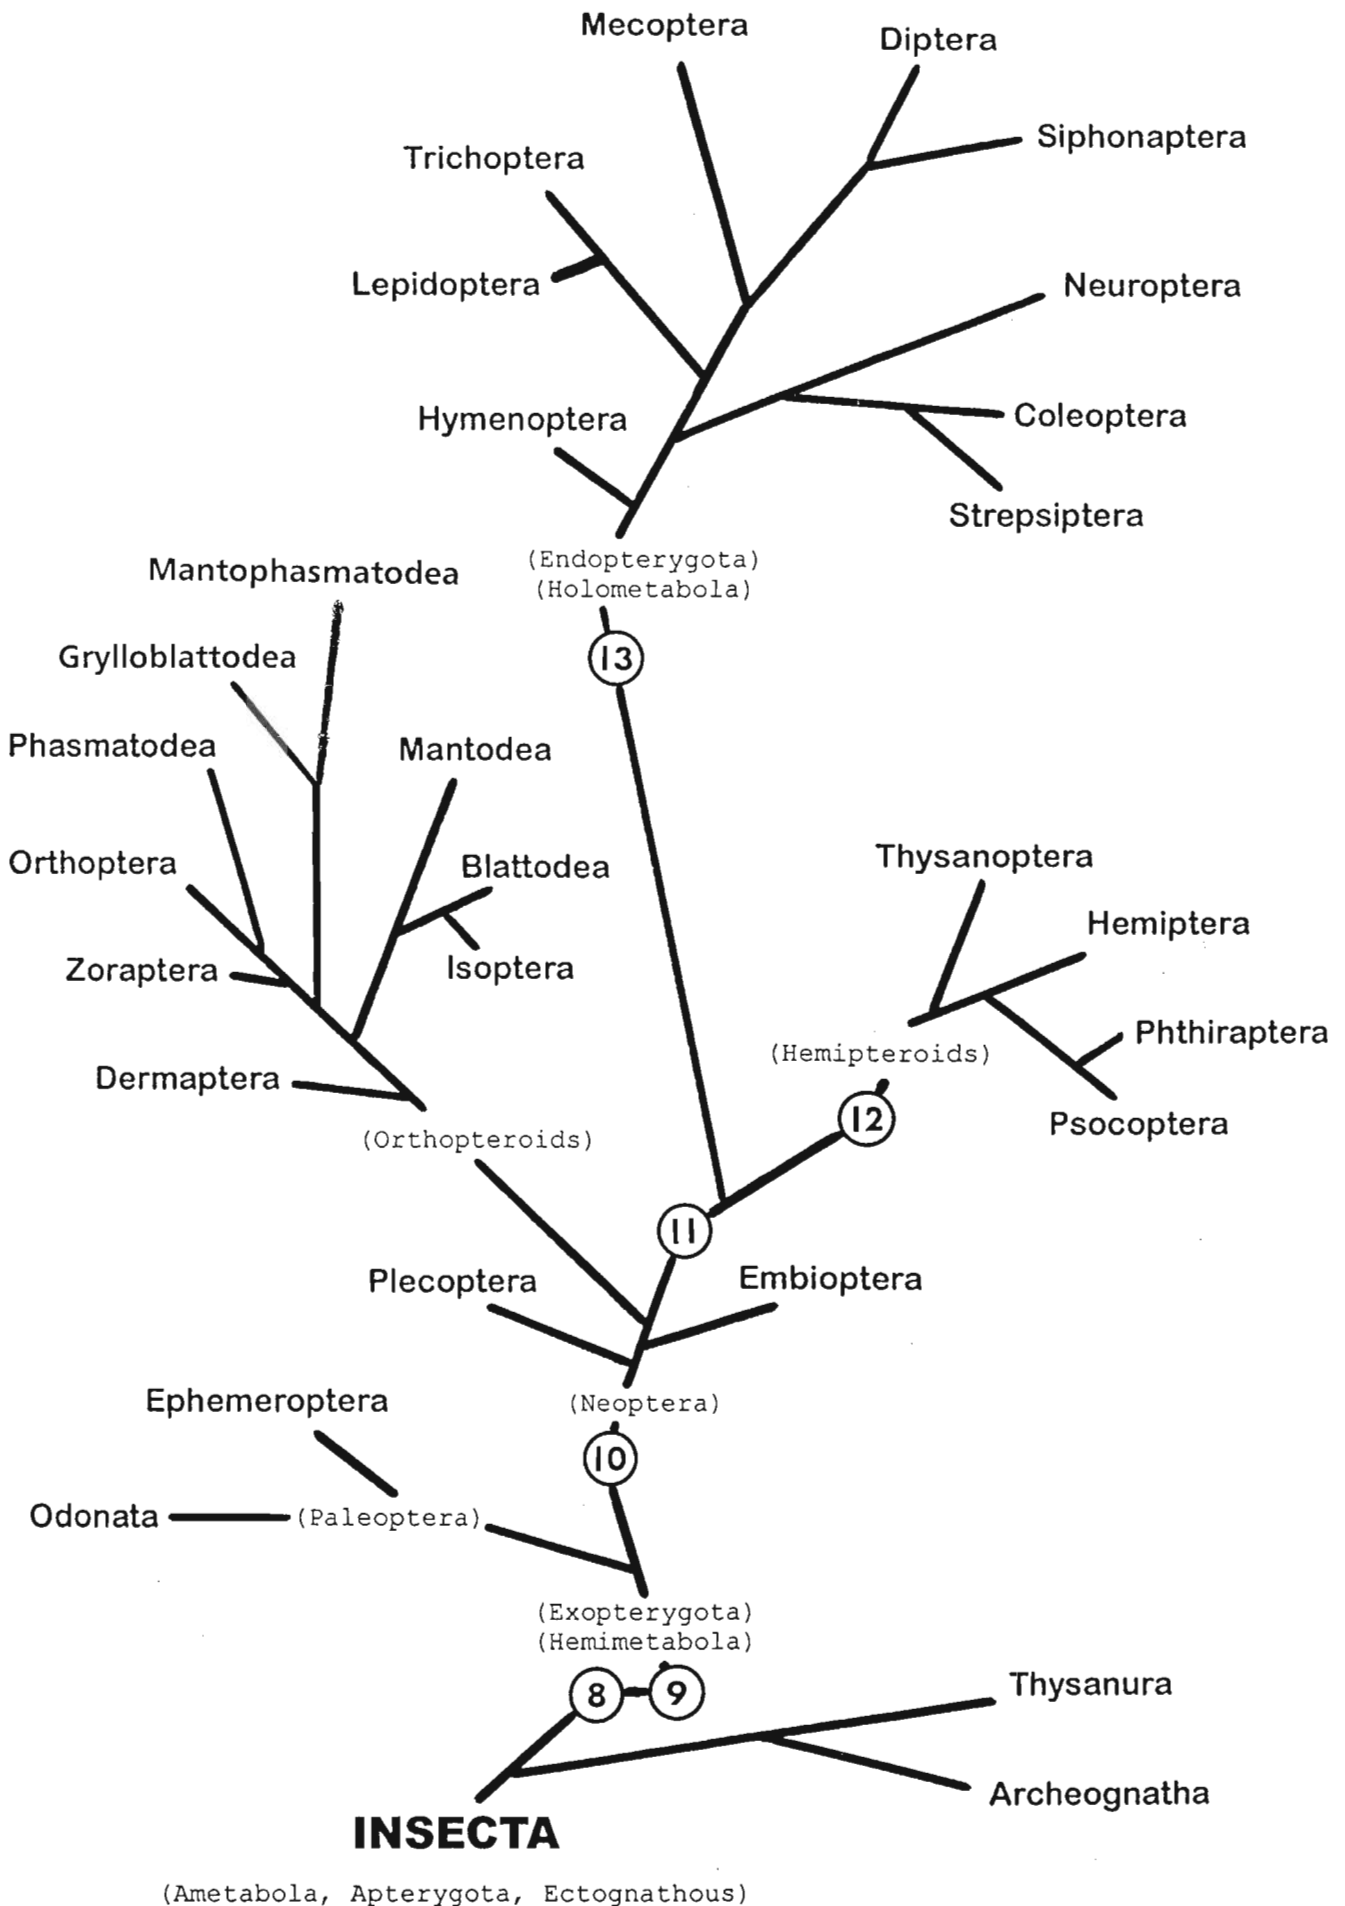 Mecoptera
Diptera
Siphonaptera
Trichoptera
Lepidoptera
Neuroptera
Hymenoptera
Coleoptera
Strepsiptera
(Endopterygota)
(Holometabola)
Mantophasmatodea
13
Grylloblattodea
Phasmatodea
Mantodea
Orthoptera
Blattodea
Thysanoptera
Hemiptera
Zoraptera
Isoptera
Phthiraptera
(Hemipteroids)
Dermaptera
12
Psocoptera
(Orthopteroids)
11
Plecoptera
Embioptera
Ephemeroptera
(Neoptera)
10
Odonata
(Paleoptera)
(Exopterygota)
(Hemimetabola)
8
9
Thysanura
Archeognatha
INSECTA
(Ametabola, Apterygota, Ectognathous)